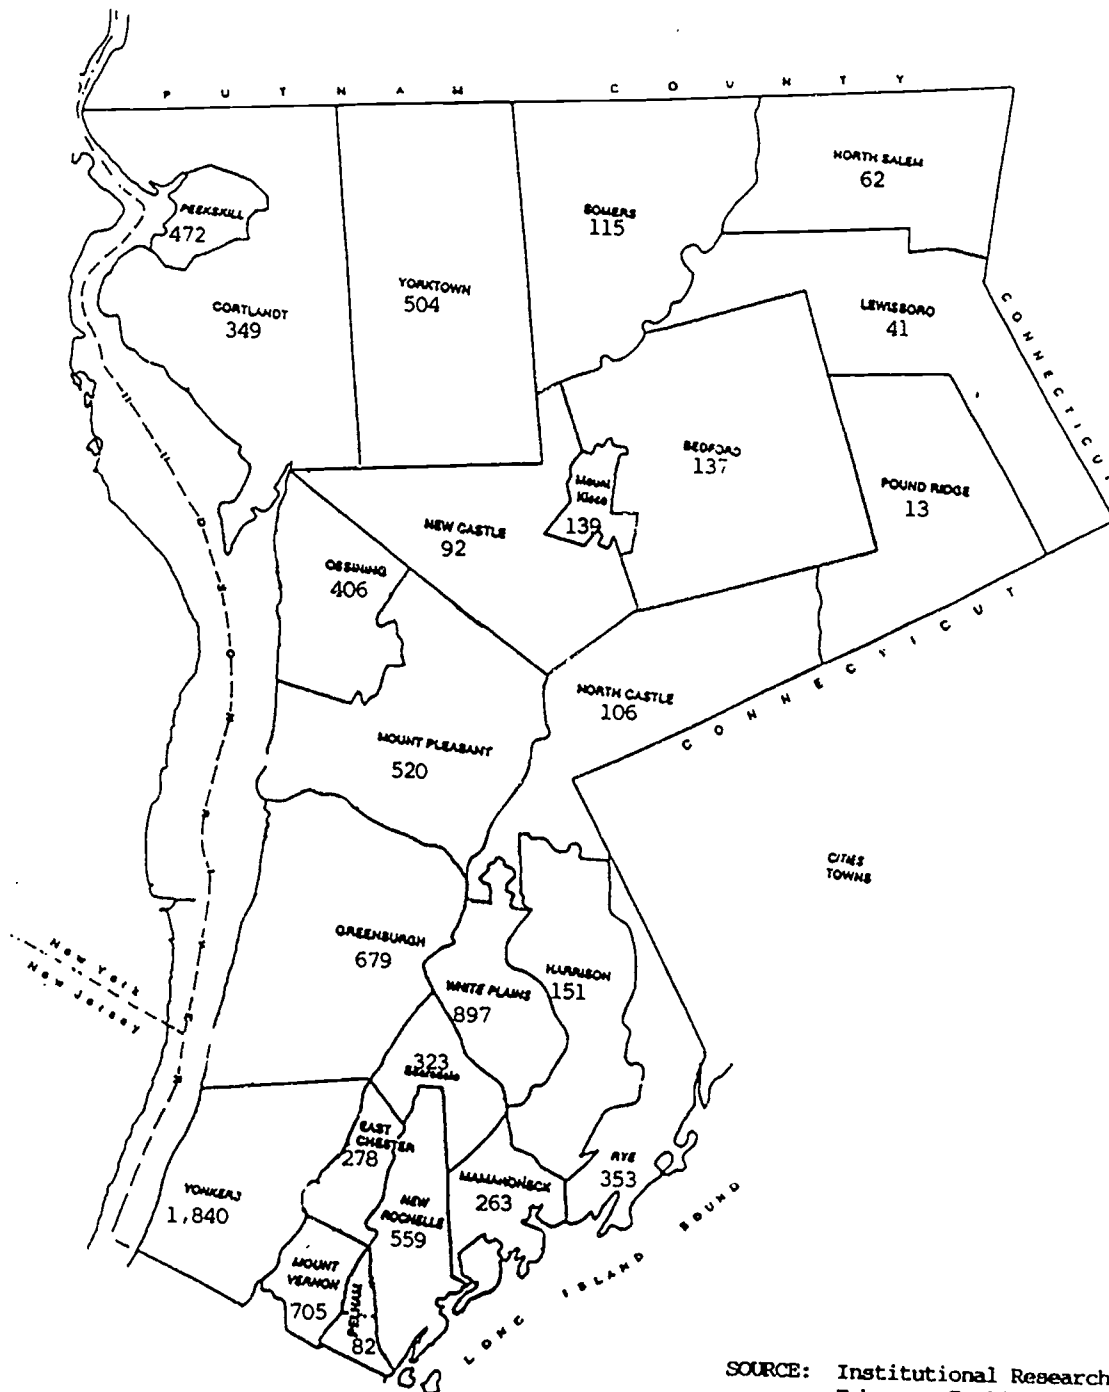 PUTNAM COUNTY
NORTH SALEM
62
PEEKSKILL
472
SOMERS
115
YORKTOWN
504
CORTLANDT
349
LEWISBORO
41
CONNECTICUT
BEDFORD
137
Mount
Kisco
139
POUND RIDGE
13
NEW CASTLE
92
OSSINING
406
CONNECTICUT
NORTH CASTLE
106
MOUNT PLEASANT
520
CITIES
TOWNS
GREENBURGH
679
New York
New Jersey
HARRISON
151
WHITE PLAINS
897
323
Scarsdale
EAST
CHESTER
278
RYE
353
MAMARONECK
263
YONKERS
1,840
NEW
ROCHELLE
559
MOUNT
VERNON
705
PELHAM
82
LONG ISLAND SOUND
SOURCE: Institutional Research